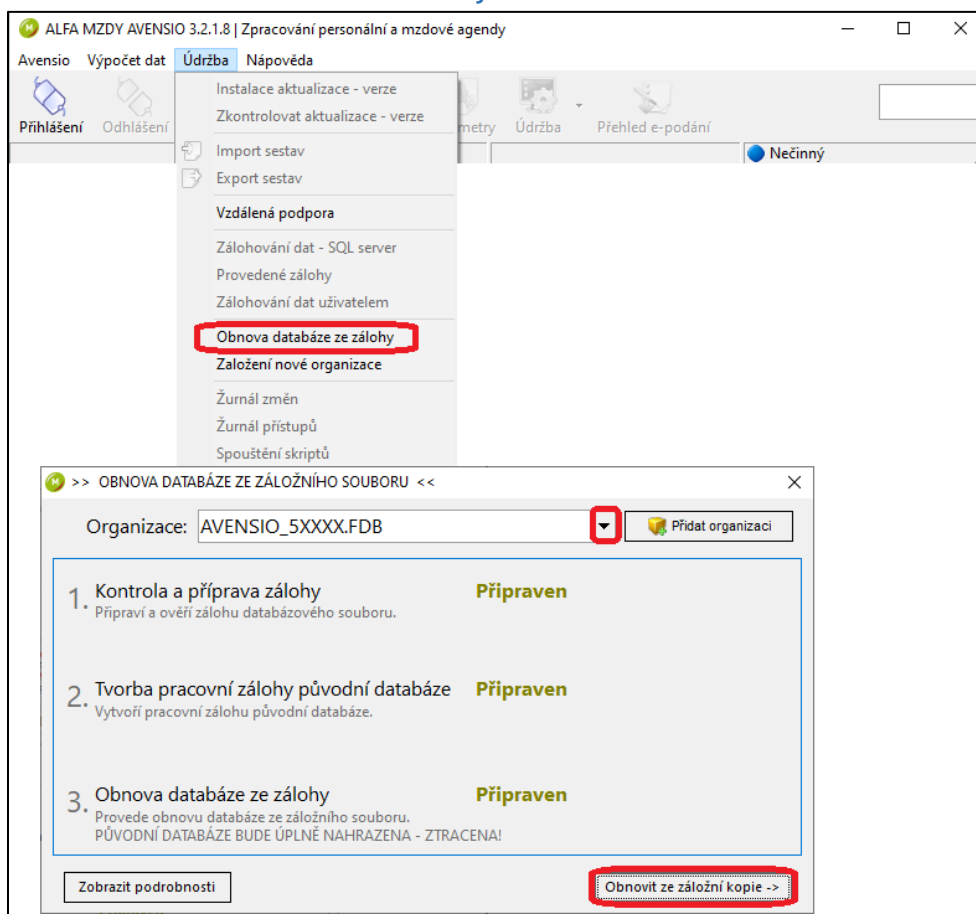 ALFA MZDY AVENSIO 3.2.1.8 | Zpracování personální a mzdové agendy
Avensio Výpočet dat Údržba Nápověda
Přihlášení Odhlášení metry Údržba Přehled e-podání
Nečinný
Instalace aktualizace - verze
Zkontrolovat aktualizace - verze
Import sestav
Export sestav
Vzdálená podpora
Zálohování dat - SQL server
Provedené zálohy
Zálohování dat uživatelem
Obnova databáze ze zálohy
Založení nové organizace
Žurnál změn
Žurnál přístupů
Spouštění skriptů
>> OBNOVA DATABÁZE ZE ZÁLOŽNÍHO SOUBORU <<
Organizace: AVENSIO_5XXXX.FDB Přidat organizaci
1. Kontrola a příprava zálohy Připraven
Připraví a ověří zálohu databázového souboru.
2. Tvorba pracovní zálohy původní databáze Připraven
Vytvoří pracovní zálohu původní databáze.
3. Obnova databáze ze zálohy Připraven
Provede obnovu databáze ze záložního souboru.
PŮVODNÍ DATABÁZE BUDE ÚPLNĚ NAHRAZENA - ZTRACENA!
Zobrazit podrobnosti Obnovit ze záložní kopie ->